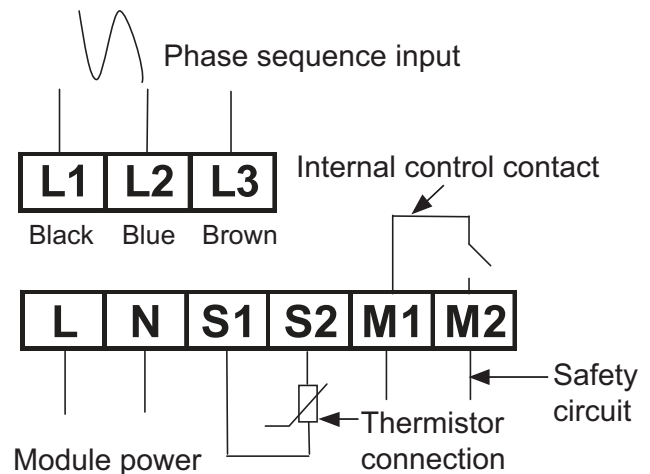 Phase sequence input
L1 L2 L3
Black Blue Brown
Internal control contact
L N S1 S2 M1 M2
Safety
circuit
Thermistor
connection
Module power